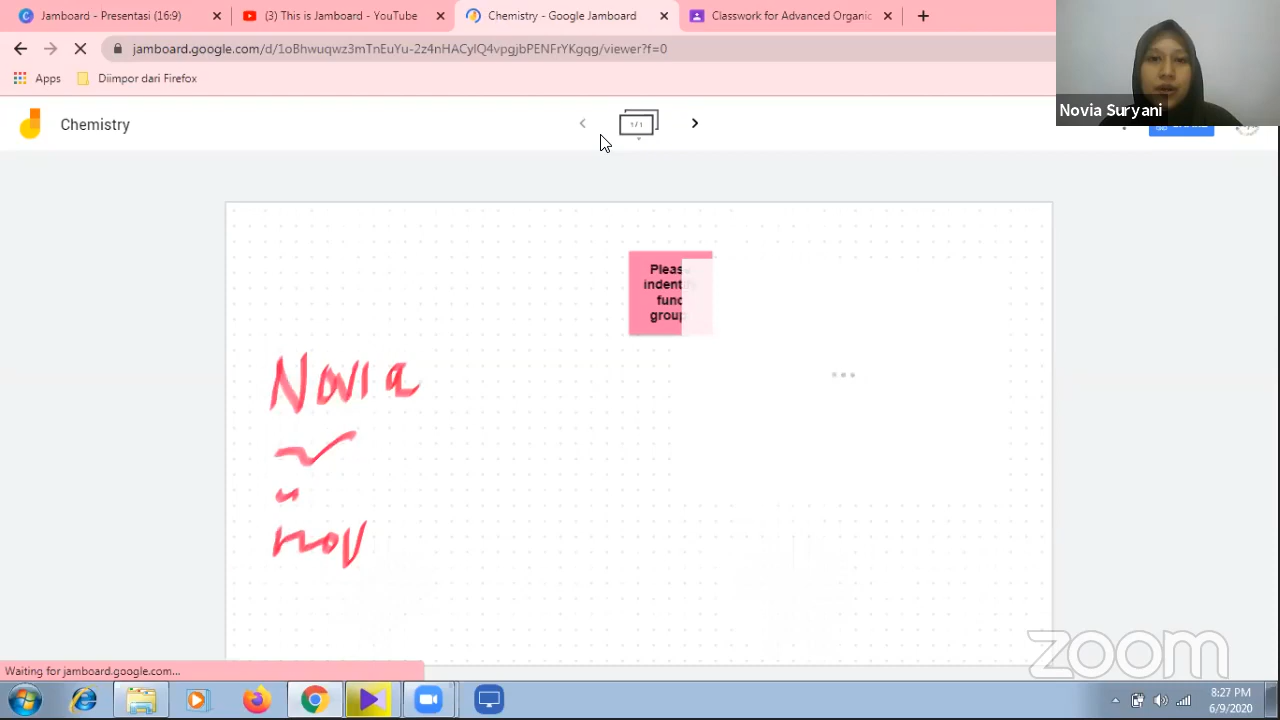 Jamboard - Presentasi (16:9)
(3) This is Jamboard - YouTube
Chemistry - Google Jamboard
Classwork for Advanced Organic
jamboard.google.com/d/1oBhwuqwz3mTnEuYu-2z4nHACylQ4vpgjbPENFrYKgqg/viewer?f=0
Apps
Diimpor dari Firefox
Novia Suryani
Chemistry
1/1
Pleas
indentify
func
group
Novia
nov
zoom
Waiting for jamboard.google.com...
8:27 PM
6/9/2020